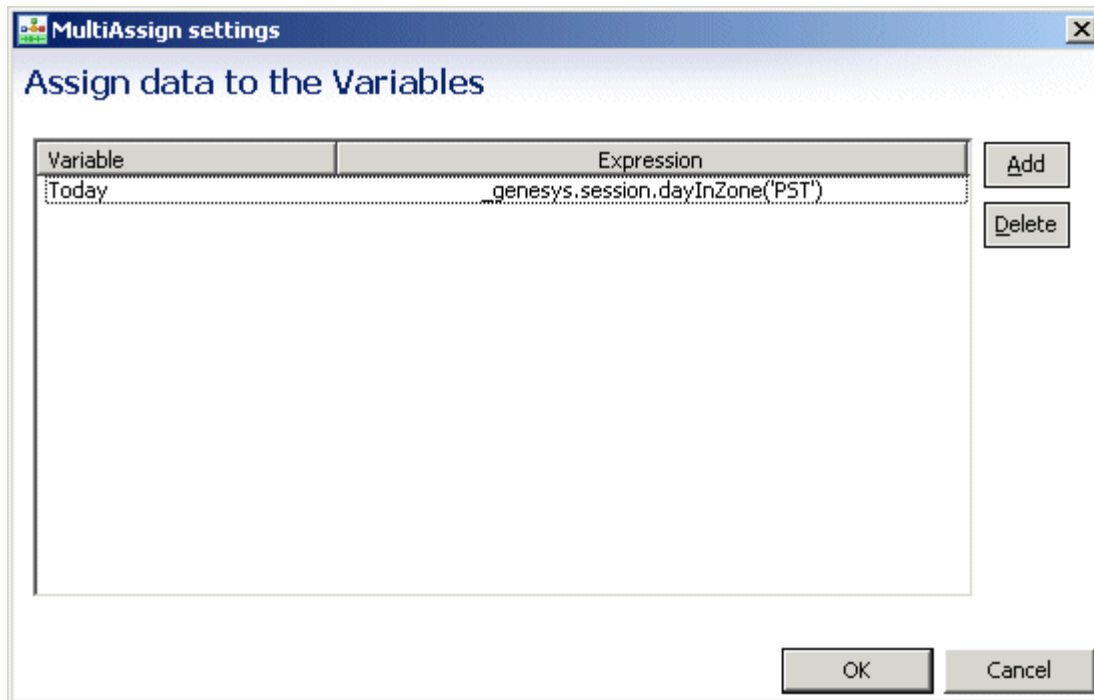 MultiAssign settings
Assign data to the Variables
Variable Expression
Add
Today _genesys.session.dayInZone('PST')
Delete
OK Cancel